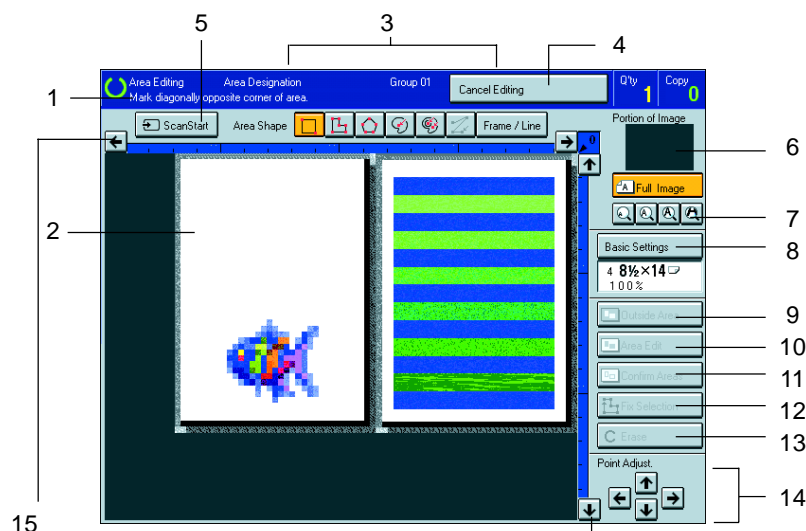 5
3
4
1
Area Editing Area Designation Group 01
Mark diagonally opposite corner of area.
Cancel Editing
Q'ty 1
Copy 0
ScanStart Area Shape Frame / Line
0
Portion of Image
6
Full Image
7
Basic Settings
8
4 8½×14
100%
2
Outside Area
9
Area Edit
10
Confirm Areas
11
Fix Selection
12
Erase
13
Point Adjust.
14
15